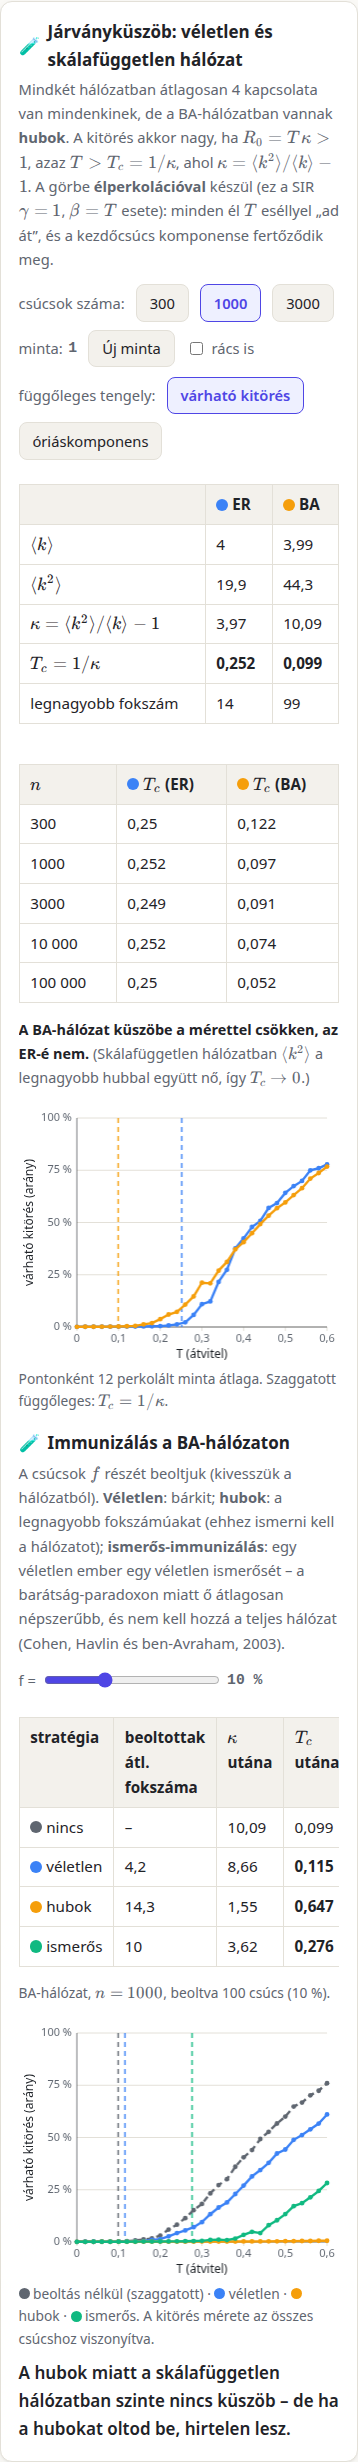 🧪 Járványküszöb: véletlen és
skálafüggetlen hálózat
Mindkét hálózatban átlagosan 4 kapcsolata
van mindenkinek, de a BA-hálózatban vannak
hubok. A kitörés akkor nagy, ha R₀ = T κ >
1, azaz T > T_c = 1/κ, ahol κ = ⟨k²⟩/⟨k⟩ −
1. A görbe élperkolációval készül (ez a SIR
γ = 1, β = T esete): minden él T eséllyel „ad
át”, és a kezdőcsúcs komponense fertőződik
meg.
csúcsok száma: 300 1000 3000
minta: 1 Új minta rács is
függőleges tengely: várható kitörés
óriáskomponens
ER BA
⟨k⟩ 4 3,99
⟨k²⟩ 19,9 44,3
κ = ⟨k²⟩/⟨k⟩ − 1 3,97 10,09
T_c = 1/κ 0,252 0,099
legnagyobb fokszám 14 99
n T_c (ER) T_c (BA)
300 0,25 0,122
1000 0,252 0,097
3000 0,249 0,091
10 000 0,252 0,074
100 000 0,25 0,052
A BA-hálózat küszöbe a mérettel csökken, az
ER-é nem. (Skálafüggetlen hálózatban ⟨k²⟩ a
legnagyobb hubbal együtt nő, így T_c → 0.)
várható kitörés (arány)
100 %
75 %
50 %
25 %
0 %
0 0,1 0,2 0,3 0,4 0,5 0,6
T (átvitel)
Pontonként 12 perkolált minta átlaga. Szaggatott
függőleges: T_c = 1/κ.
🧪 Immunizálás a BA-hálózaton
A csúcsok f részét beoltjuk (kivesszük a
hálózatból). Véletlen: bárkit; hubok: a
legnagyobb fokszámúakat (ehhez ismerni kell
a hálózatot); ismerős-immunizálás: egy
véletlen ember egy véletlen ismerősét – a
barátság-paradoxon miatt ő átlagosan
népszerűbb, és nem kell hozzá a teljes hálózat
(Cohen, Havlin és ben-Avraham, 2003).
f = 10 %
stratégia beoltottak átl. fokszáma κ utána T_c utána
nincs – 10,09 0,099
véletlen 4,2 8,66 0,115
hubok 14,3 1,55 0,647
ismerős 10 3,62 0,276
BA-hálózat, n = 1000, beoltva 100 csúcs (10 %).
várható kitörés (arány)
100 %
75 %
50 %
25 %
0 %
0 0,1 0,2 0,3 0,4 0,5 0,6
T (átvitel)
beoltás nélkül (szaggatott) · véletlen ·
hubok · ismerős. A kitörés mérete az összes
csúcshoz viszonyítva.
A hubok miatt a skálafüggetlen
hálózatban szinte nincs küszöb – de ha
a hubokat oltod be, hirtelen lesz.